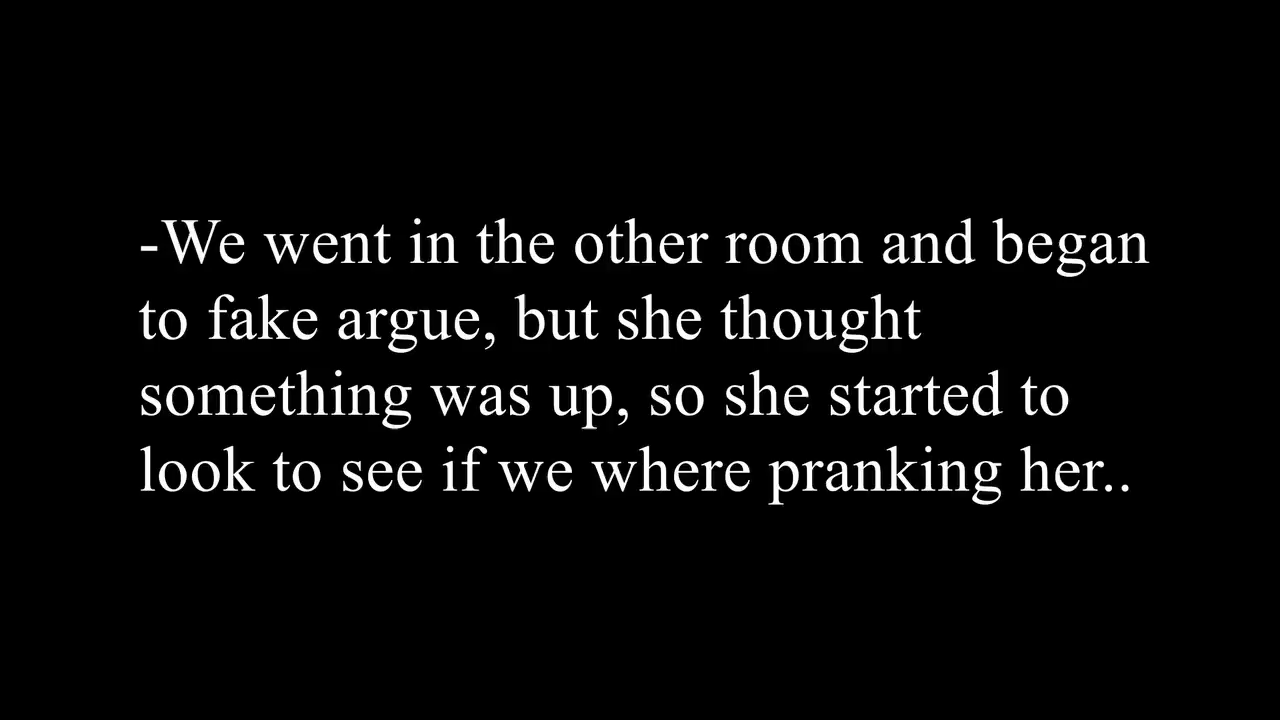 -We went in the other room and began
to fake argue, but she thought
something was up, so she started to
look to see if we where pranking her..